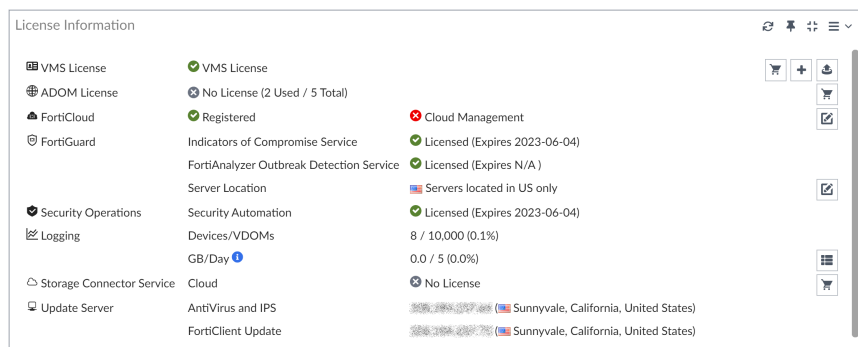 License Information
VMS License VMS License
ADOM License No License (2 Used / 5 Total)
FortiCloud Registered Cloud Management
FortiGuard Indicators of Compromise Service Licensed (Expires 2023-06-04)
FortiAnalyzer Outbreak Detection Service Licensed (Expires N/A )
Server Location Servers located in US only
Security Operations Security Automation Licensed (Expires 2023-06-04)
Logging Devices/VDOMs 8 / 10,000 (0.1%)
GB/Day 0.0 / 5 (0.0%)
Storage Connector Service Cloud No License
Update Server AntiVirus and IPS (Sunnyvale, California, United States)
FortiClient Update (Sunnyvale, California, United States)